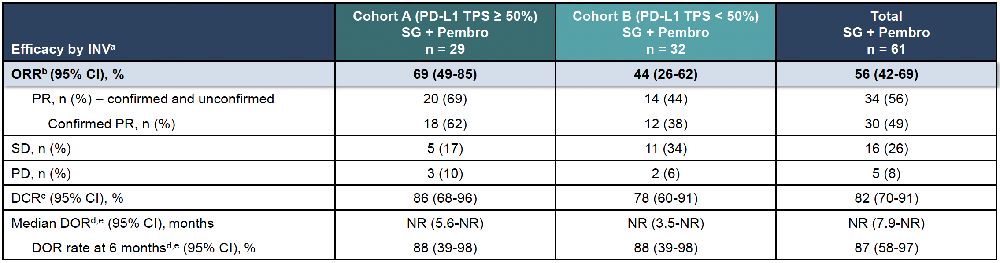 Efficacy by INVᵃ
Cohort A (PD-L1 TPS ≥ 50%)
SG + Pembro
n = 29
Cohort B (PD-L1 TPS < 50%)
SG + Pembro
n = 32
Total
SG + Pembro
n = 61
ORRᵇ (95% CI), % 69 (49-85) 44 (26-62) 56 (42-69)
PR, n (%) – confirmed and unconfirmed 20 (69) 14 (44) 34 (56)
Confirmed PR, n (%) 18 (62) 12 (38) 30 (49)
SD, n (%) 5 (17) 11 (34) 16 (26)
PD, n (%) 3 (10) 2 (6) 5 (8)
DCRᶜ (95% CI), % 86 (68-96) 78 (60-91) 82 (70-91)
Median DORᵈ,ᵉ (95% CI), months NR (5.6-NR) NR (3.5-NR) NR (7.9-NR)
DOR rate at 6 monthsᵈ,ᵉ (95% CI), % 88 (39-98) 88 (39-98) 87 (58-97)